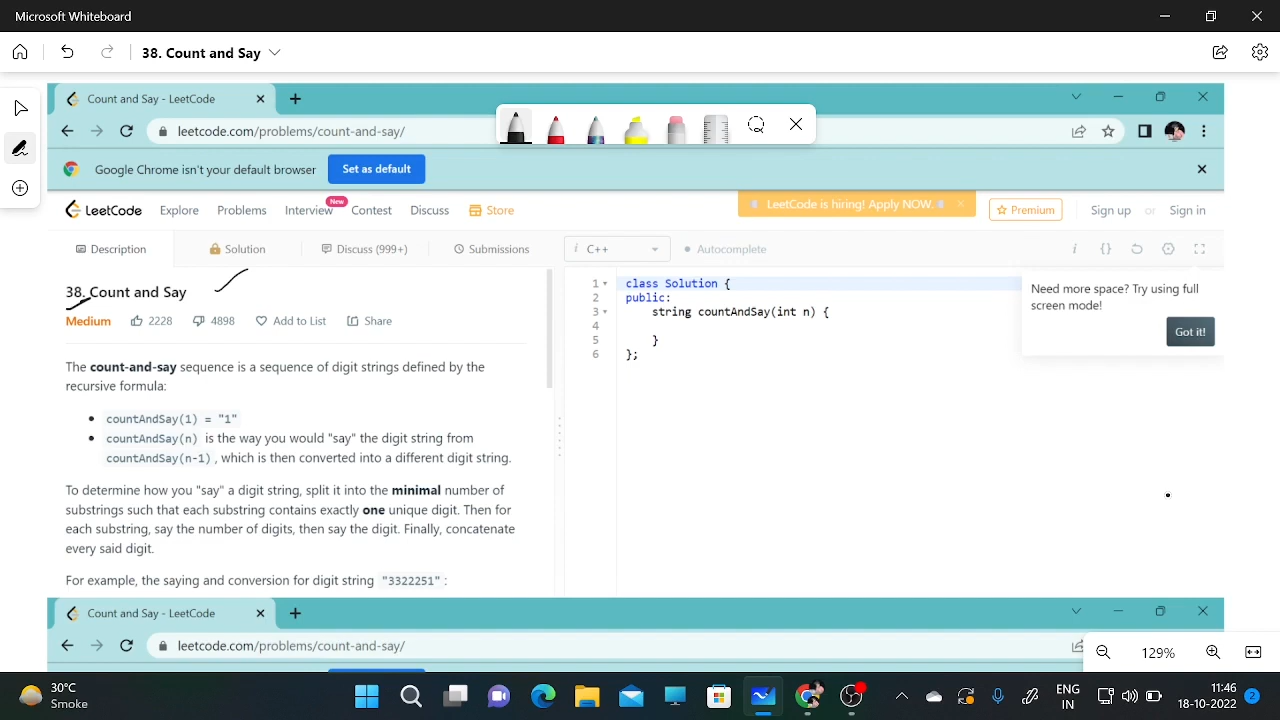 Microsoft Whiteboard
38. Count and Say
Count and Say - LeetCode
leetcode.com/problems/count-and-say/
Google Chrome isn't your default browser
Set as default
LeetCode
Explore
Problems
Interview
New
Contest
Discuss
Store
LeetCode is hiring! Apply NOW.
Premium
Sign up
or
Sign in
Description
Solution
Discuss (999+)
Submissions
i C++
Autocomplete
38. Count and Say
Medium
2228
4898
Add to List
Share
The count-and-say sequence is a sequence of digit strings defined by the
recursive formula:
countAndSay(1) = "1"
countAndSay(n) is the way you would "say" the digit string from
countAndSay(n-1), which is then converted into a different digit string.
To determine how you "say" a digit string, split it into the minimal number of
substrings such that each substring contains exactly one unique digit. Then for
each substring, say the number of digits, then say the digit. Finally, concatenate
every said digit.
For example, the saying and conversion for digit string "3322251":
1 class Solution {
2 public:
3 string countAndSay(int n) {
4
5 }
6 };
Need more space? Try using full
screen mode!
Got it!
Count and Say - LeetCode
leetcode.com/problems/count-and-say/
129%
30°C
Smoke
ENG
IN
11:46
18-10-2022
2